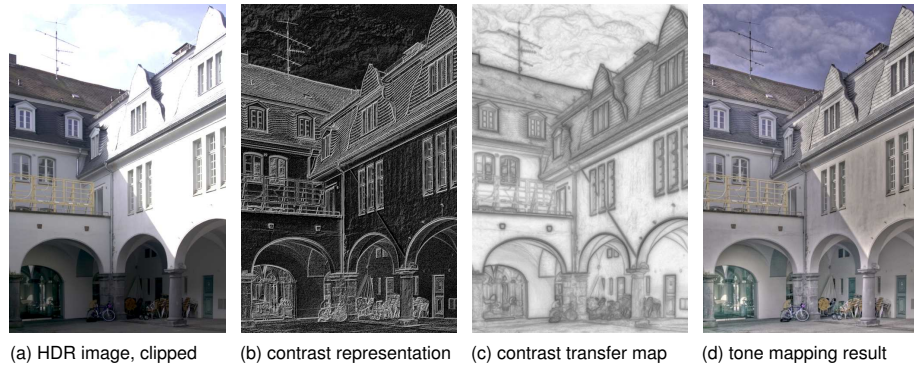 (a) HDR image, clipped
(b) contrast representation
(c) contrast transfer map
(d) tone mapping result